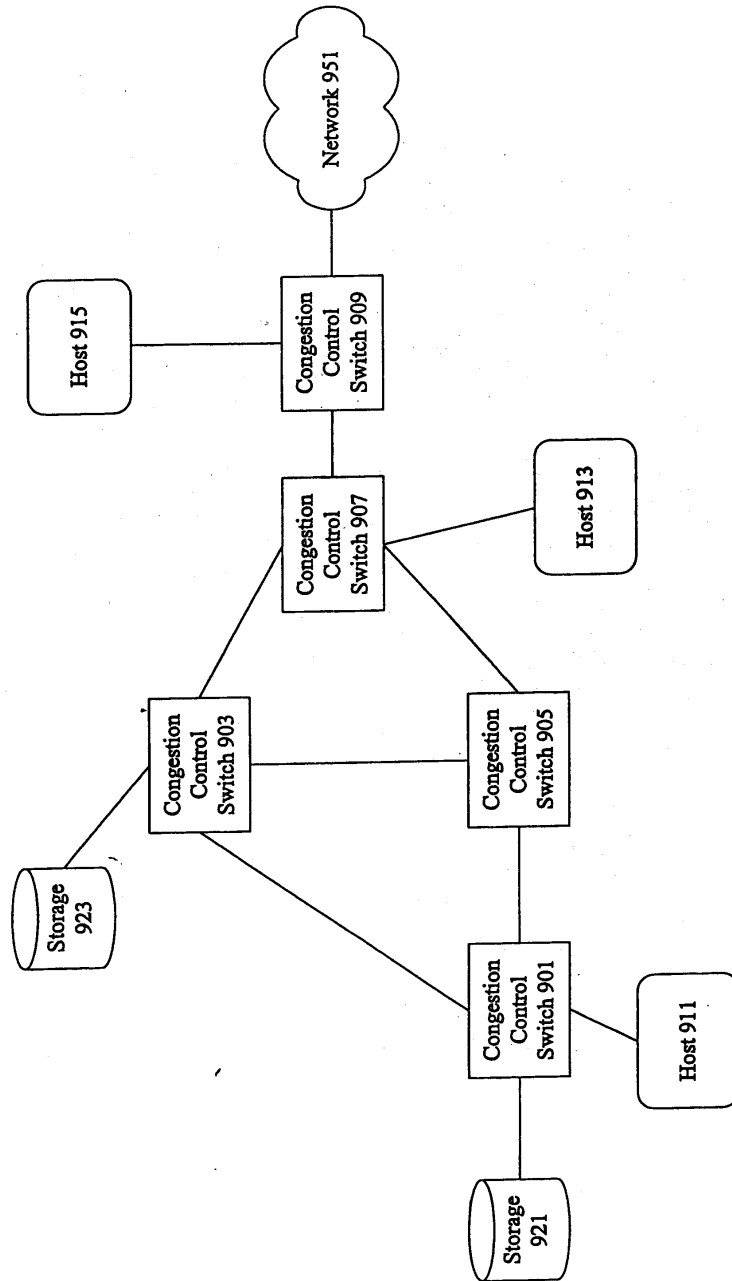 Storage
923
Host 915
Congestion
Control
Switch 903
Congestion
Control
Switch 907
Congestion
Control
Switch 909
Network 951
Storage
921
Congestion
Control
Switch 901
Congestion
Control
Switch 905
Host 911
Host 913